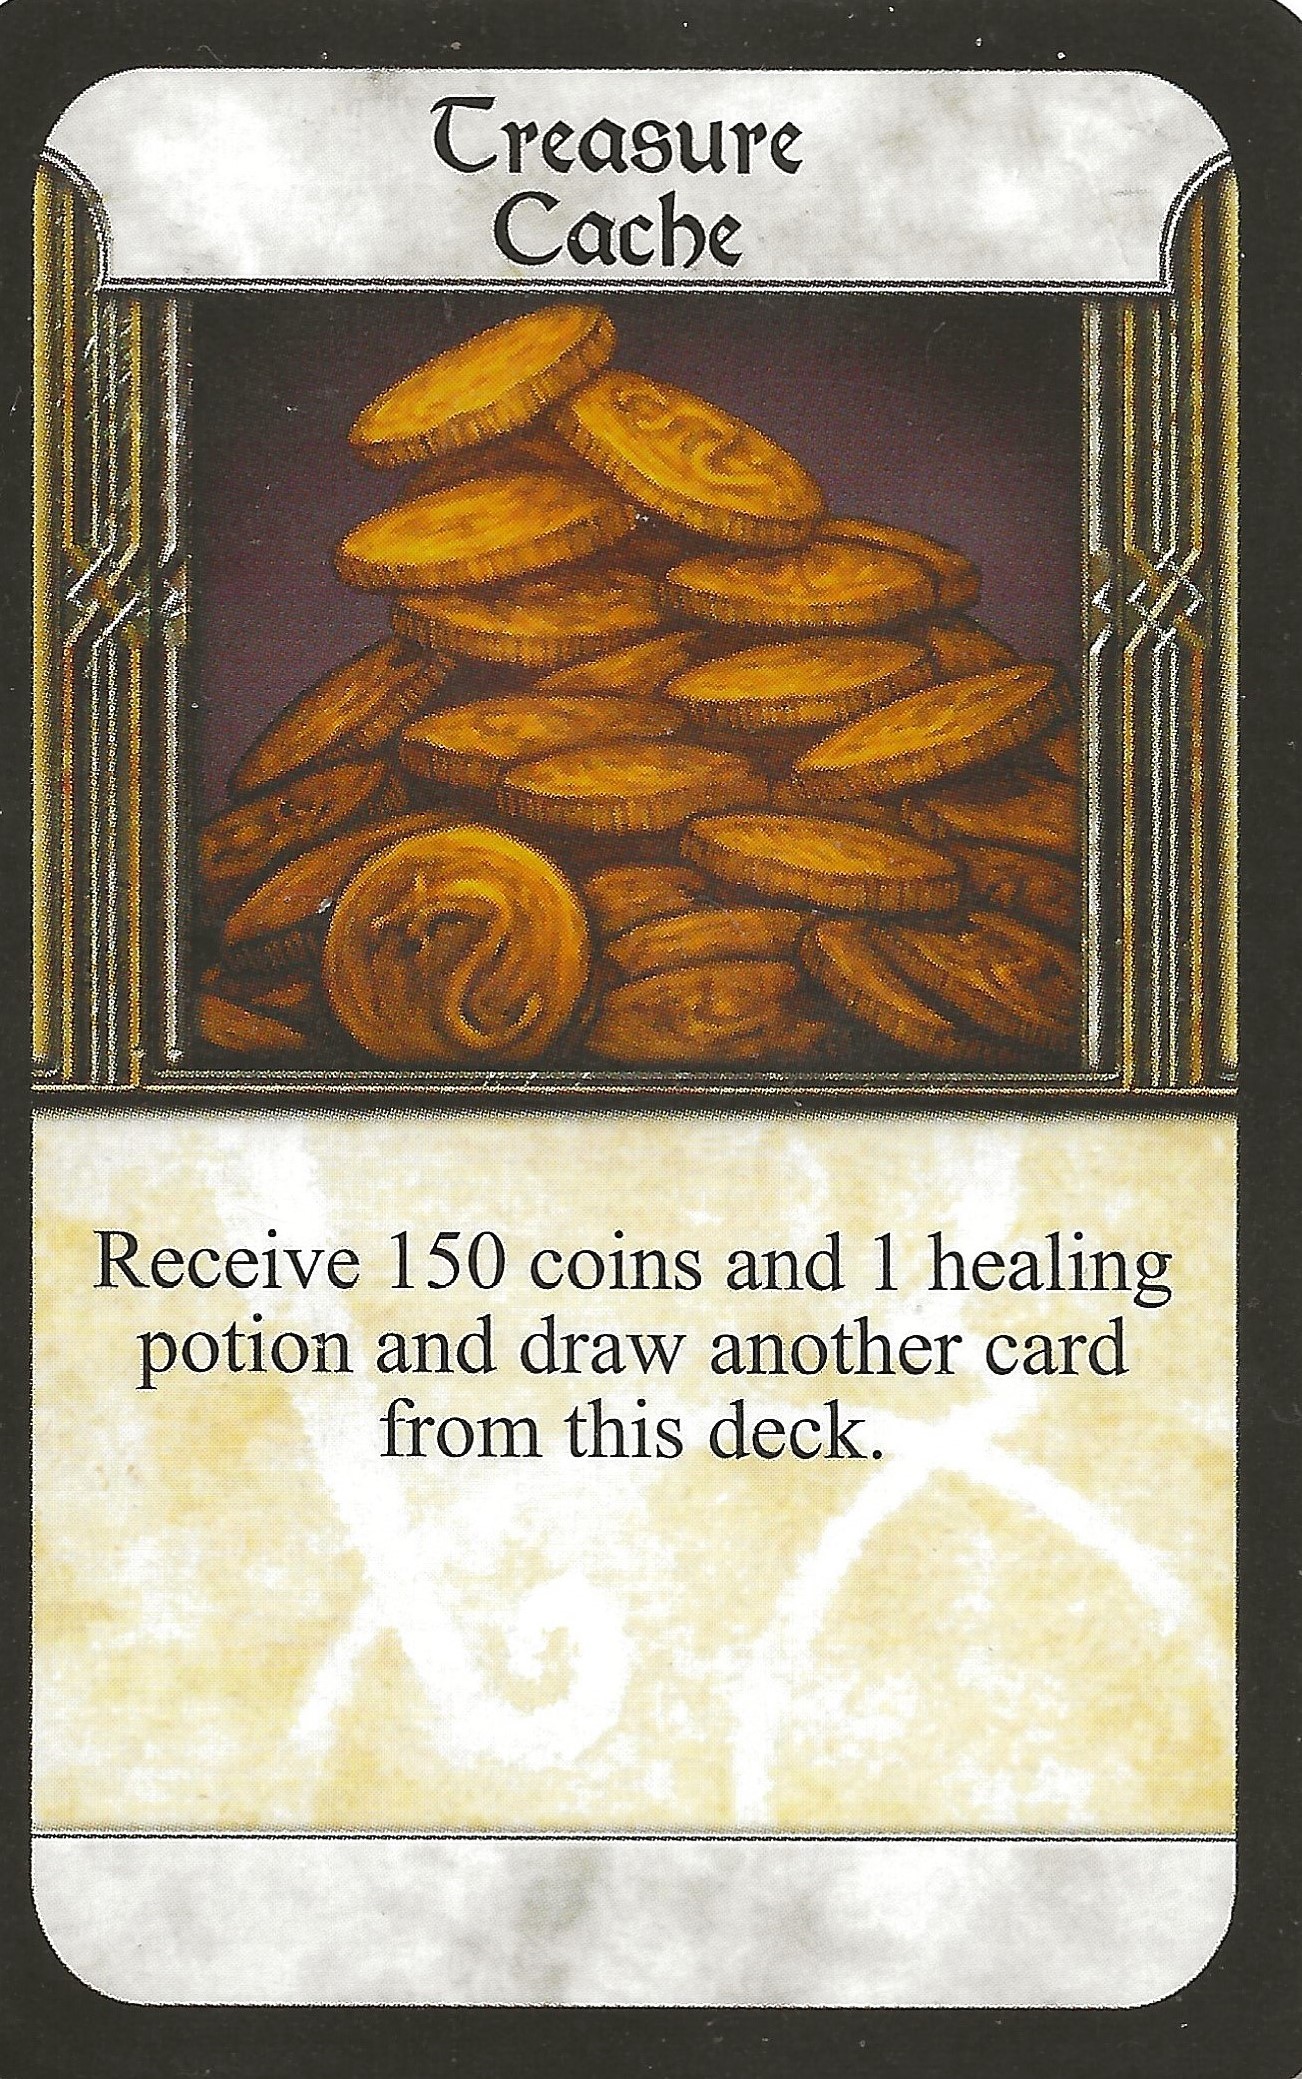 Treasure
Cache
Receive 150 coins and 1 healing
potion and draw another card
from this deck.